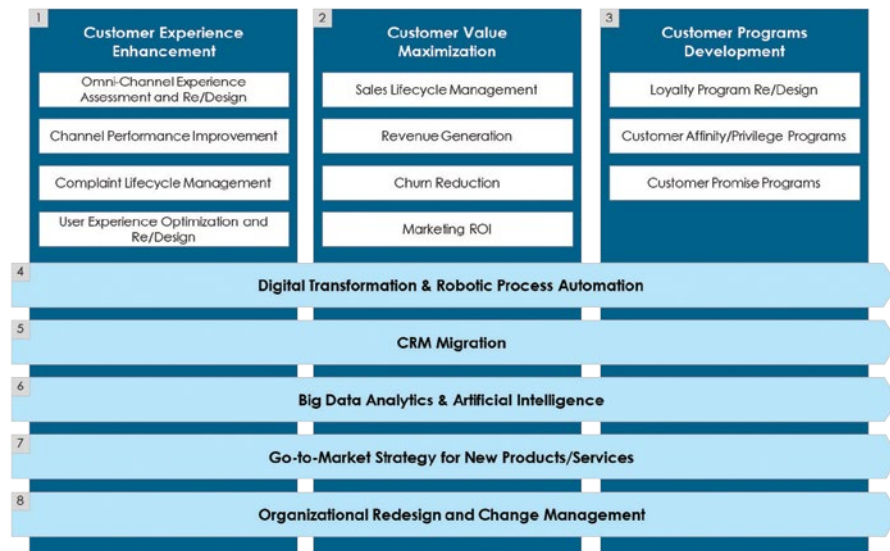 1
Customer Experience
Enhancement
Omni-Channel Experience
Assessment and Re/Design
Channel Performance Improvement
Complaint Lifecycle Management
User Experience Optimization and
Re/Design
2
Customer Value
Maximization
Sales Lifecycle Management
Revenue Generation
Churn Reduction
Marketing ROI
3
Customer Programs
Development
Loyalty Program Re/Design
Customer Affinity/Privilege Programs
Customer Promise Programs
4
Digital Transformation & Robotic Process Automation
5
CRM Migration
6
Big Data Analytics & Artificial Intelligence
7
Go-to-Market Strategy for New Products/Services
8
Organizational Redesign and Change Management